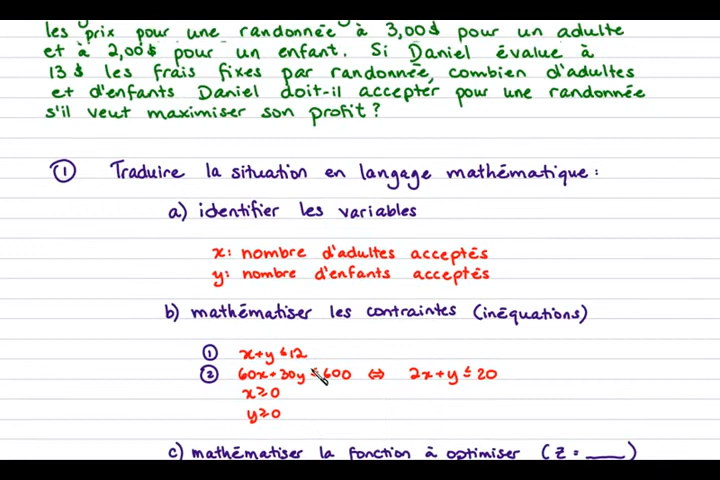 les prix pour une randonnée à 3,00$ pour un adulte
et à 2,00$ pour un enfant. Si Daniel évalue à
13$ les frais fixes par randonnée, combien d'adultes
et d'enfants Daniel doit-il accepter pour une randonnée
s'il veut maximiser son profit?
① Traduire la situation en langage mathématique :
a) identifier les variables
x: nombre d'adultes acceptés
y: nombre d'enfants acceptés
b) mathématiser les contraintes (inéquations)
① x+y ≤ 12
② 60x+30y ≤ 600 ⇔ 2x+y ≤ 20
x ≥ 0
y ≥ 0
c) mathématiser la fonction à optimiser (Z = ____)